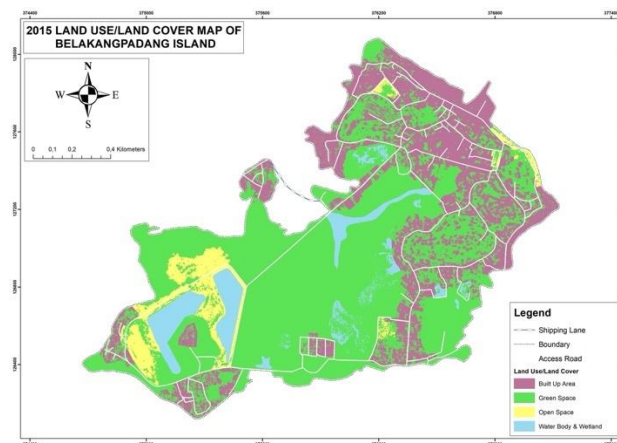 2015 LAND USE/LAND COVER MAP OF
BELAKANGPADANG ISLAND
N
W E
S
0 0,1 0,2 0,4 Kilometers
Legend
Shipping Lane
Boundary
Access Road
Land Use/Land Cover
Built Up Area
Green Space
Open Space
Water Body & Wetland